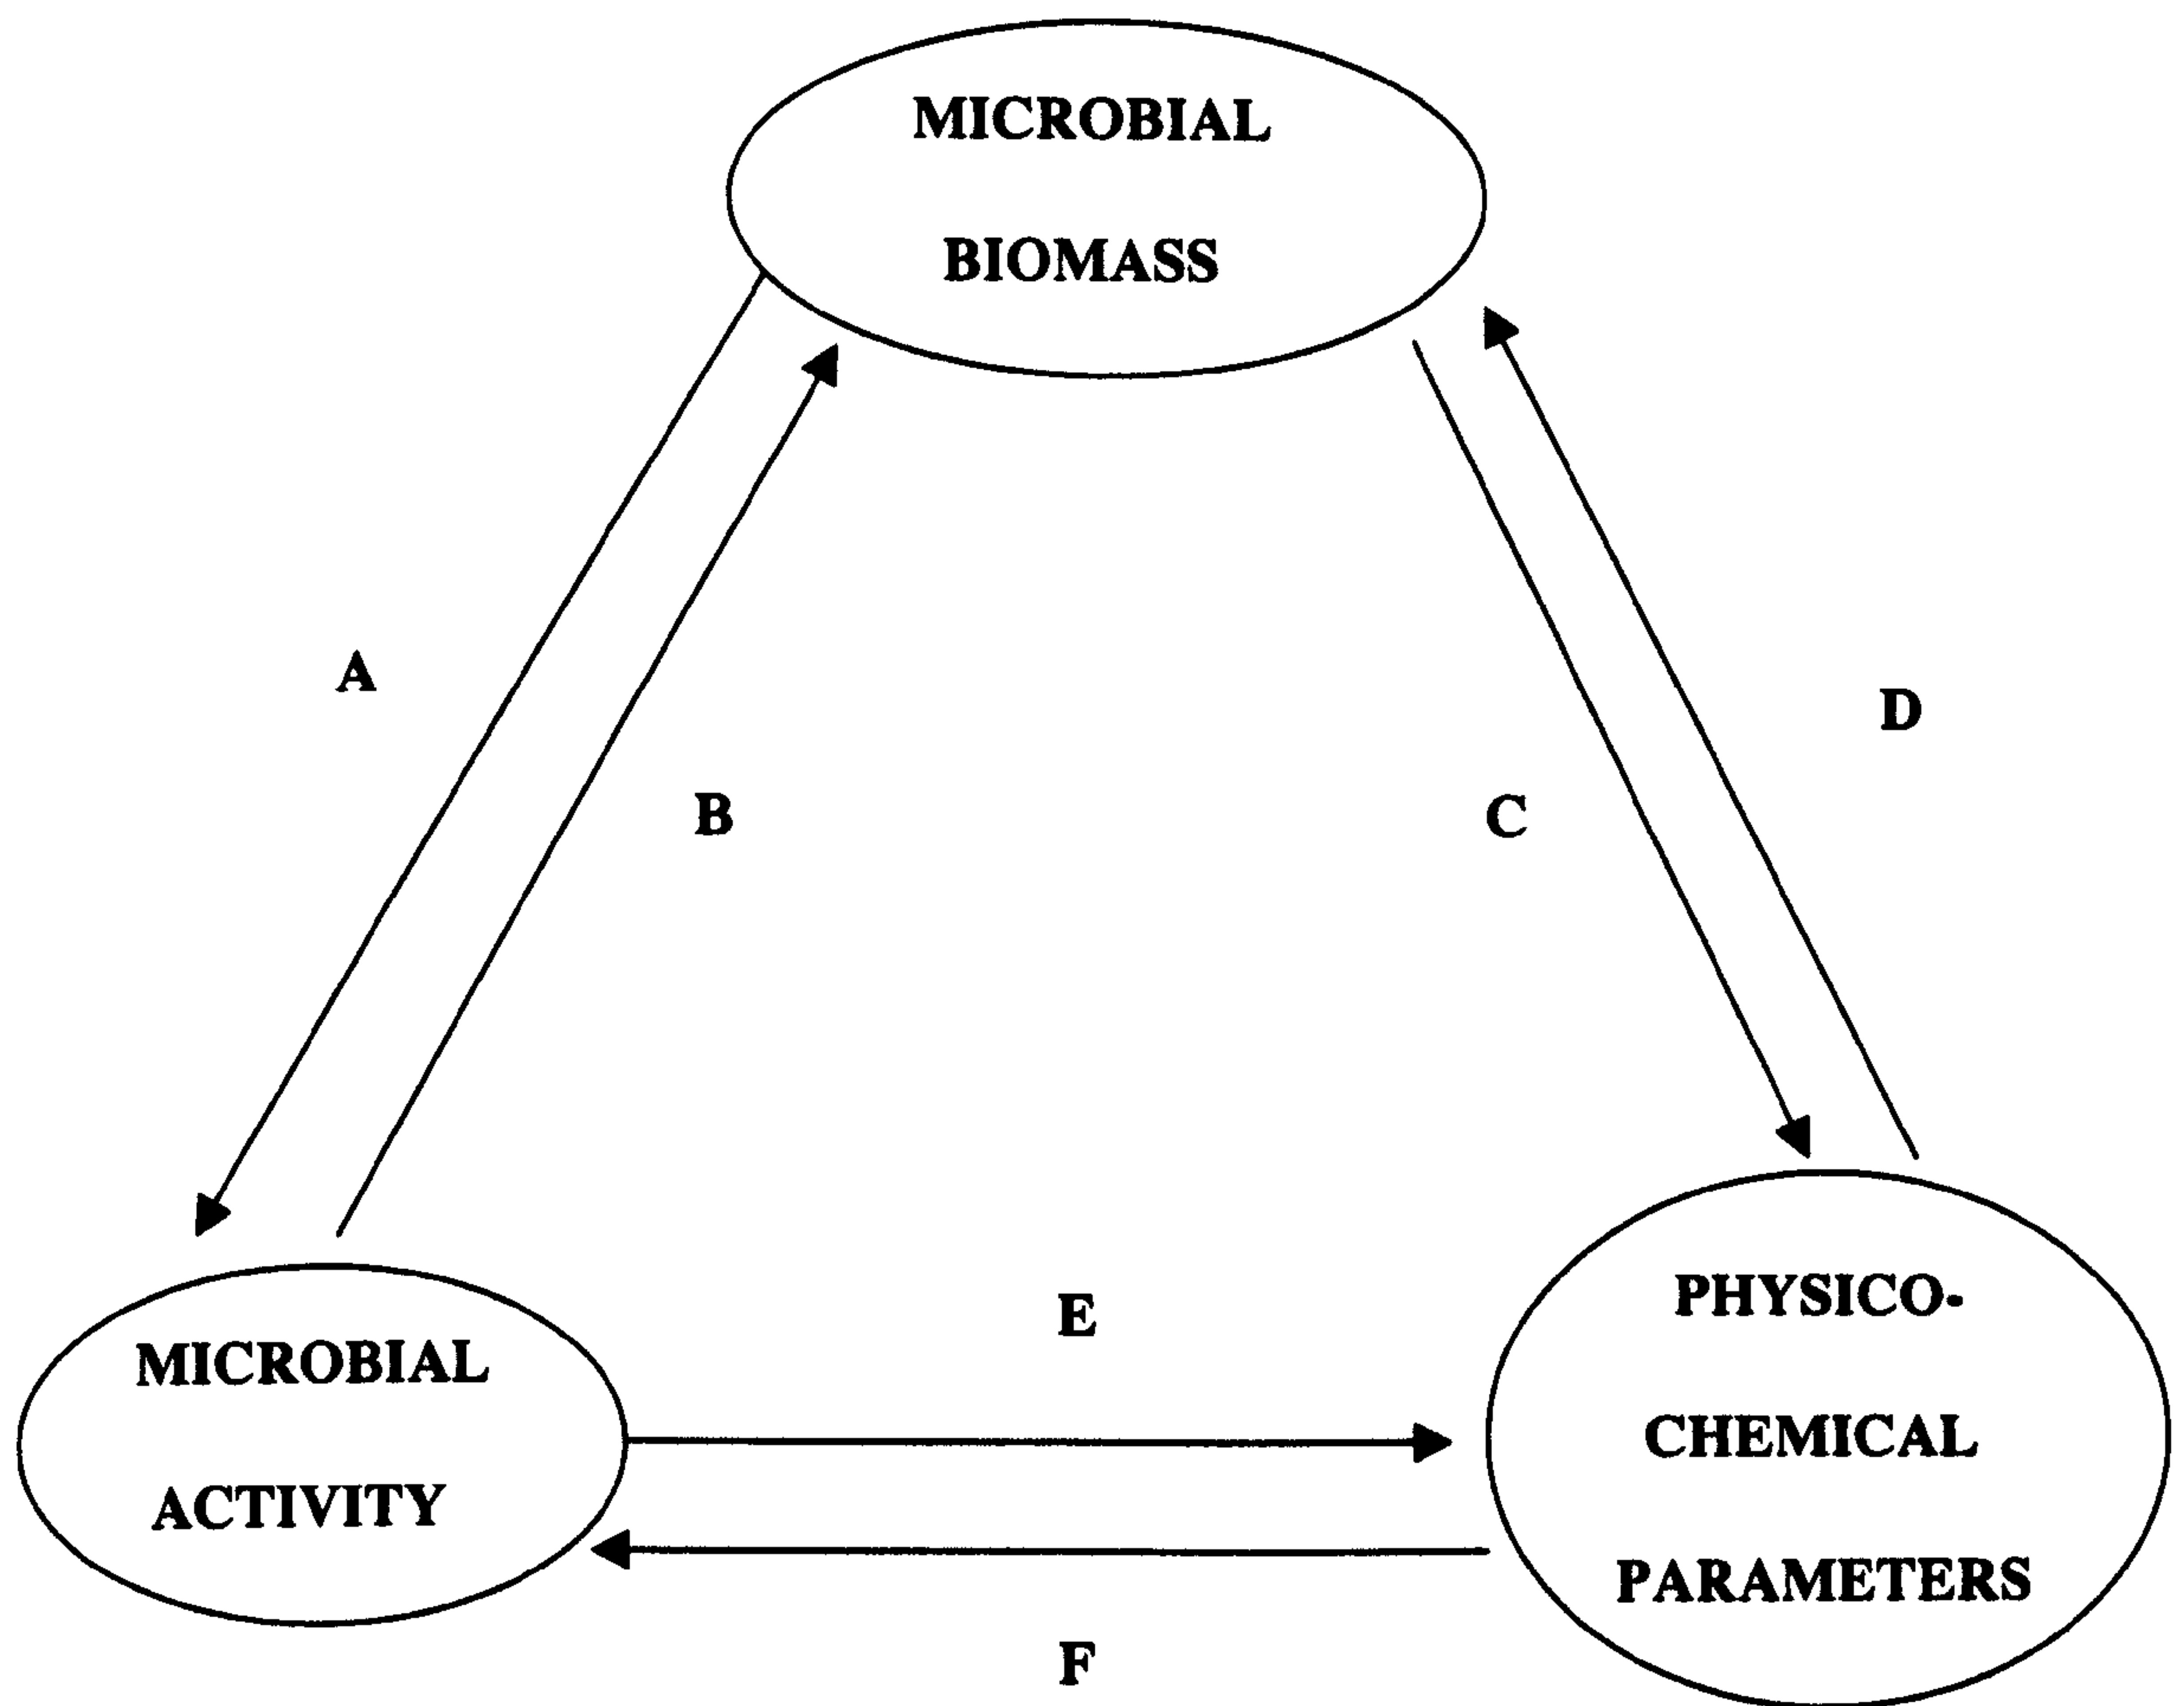 MICROBIAL
BIOMASS
A
D
B
C
E
MICROBIAL
ACTIVITY
PHYSICO-
CHEMICAL
PARAMETERS
F